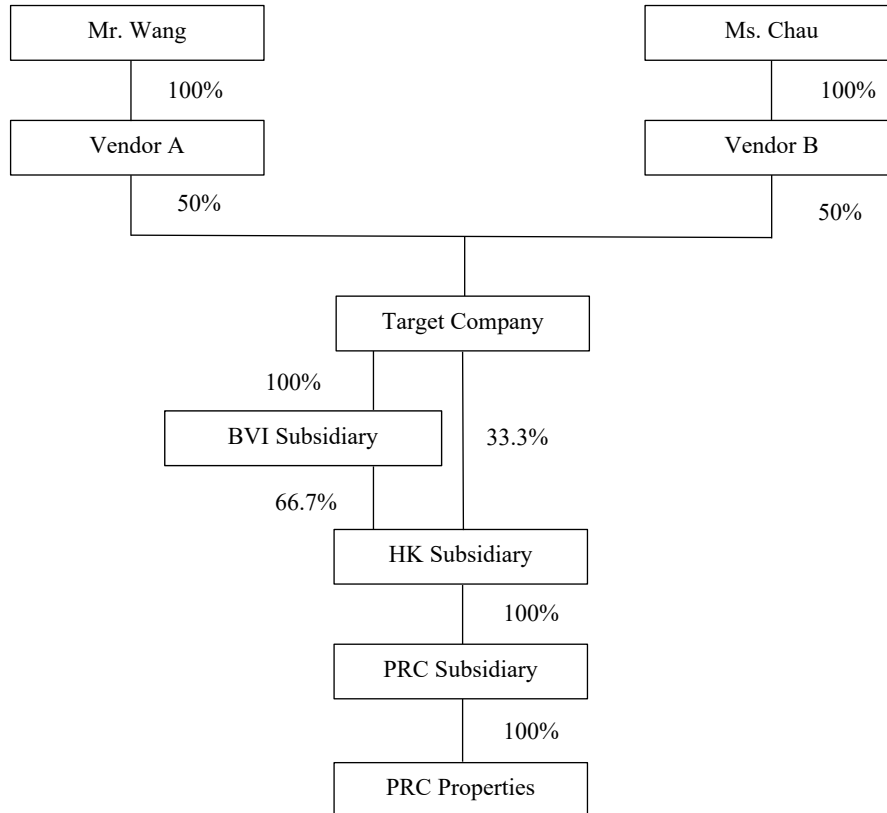 Mr. Wang
Ms. Chau
100%
100%
Vendor A
Vendor B
50%
50%
Target Company
100%
BVI Subsidiary
33.3%
66.7%
HK Subsidiary
100%
PRC Subsidiary
100%
PRC Properties